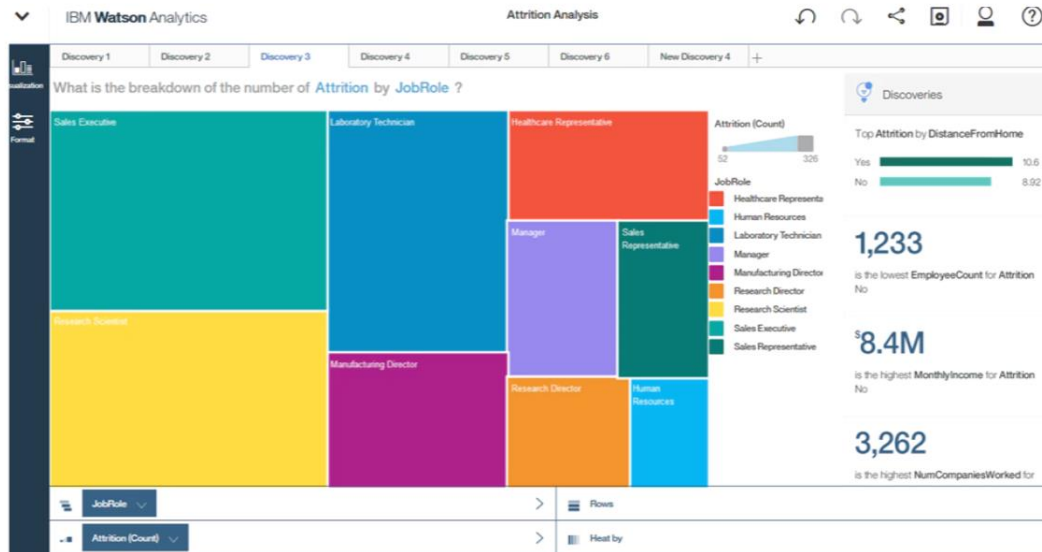 IBM Watson Analytics
Attrition Analysis
Discovery 1
Discovery 2
Discovery 3
Discovery 4
Discovery 5
Discovery 6
New Discovery 4
+
What is the breakdown of the number of Attrition by JobRole ?
ualization
Format
Sales Executive
Laboratory Technician
Healthcare Representative
Manager
Sales
Representative
Research Scientist
Manufacturing Director
Research Director
Human
Resources
Attrition (Count)
52
326
JobRole
Healthcare Representa
Human Resources
Laboratory Technician
Manager
Manufacturing Director
Research Director
Research Scientist
Sales Executive
Sales Representative
Discoveries
Top Attrition by DistanceFromHome
Yes 10.6
No 8.92
1,233
is the lowest EmployeeCount for Attrition
No
$8.4M
is the highest MonthlyIncome for Attrition
No
3,262
is the highest NumCompaniesWorked for
JobRole
Rows
Attrition (Count)
Heat by